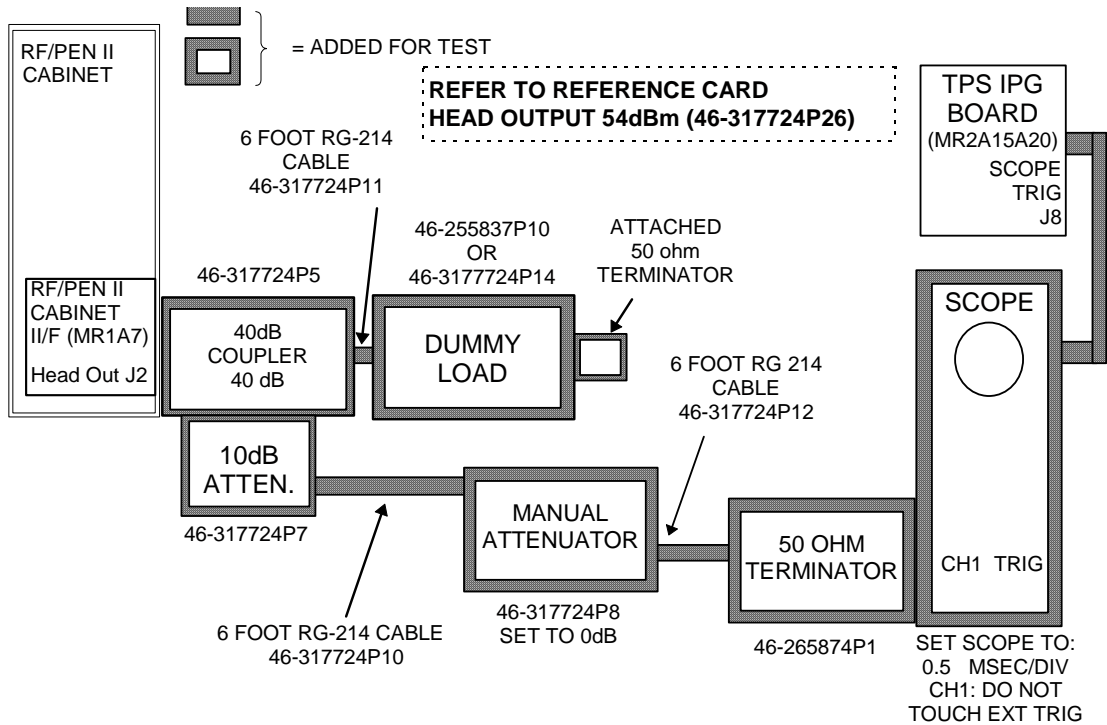 RF/PEN II
CABINET
= ADDED FOR TEST
REFER TO REFERENCE CARD
HEAD OUTPUT 54dBm (46-317724P26)
TPS IPG
BOARD
(MR2A15A20)
SCOPE
TRIG
J8
6 FOOT RG-214
CABLE
46-317724P11
46-255837P10
OR
46-3177724P14
ATTACHED
50 ohm
TERMINATOR
46-317724P5
RF/PEN II
CABINET
II/F (MR1A7)
Head Out J2
40dB
COUPLER
40 dB
DUMMY
LOAD
SCOPE
6 FOOT RG 214
CABLE
46-317724P12
10dB
ATTEN.
46-317724P7
MANUAL
ATTENUATOR
50 OHM
TERMINATOR
CH1 TRIG
6 FOOT RG-214 CABLE
46-317724P10
46-317724P8
SET TO 0dB
46-265874P1
SET SCOPE TO:
0.5 MSEC/DIV
CH1: DO NOT
TOUCH EXT TRIG